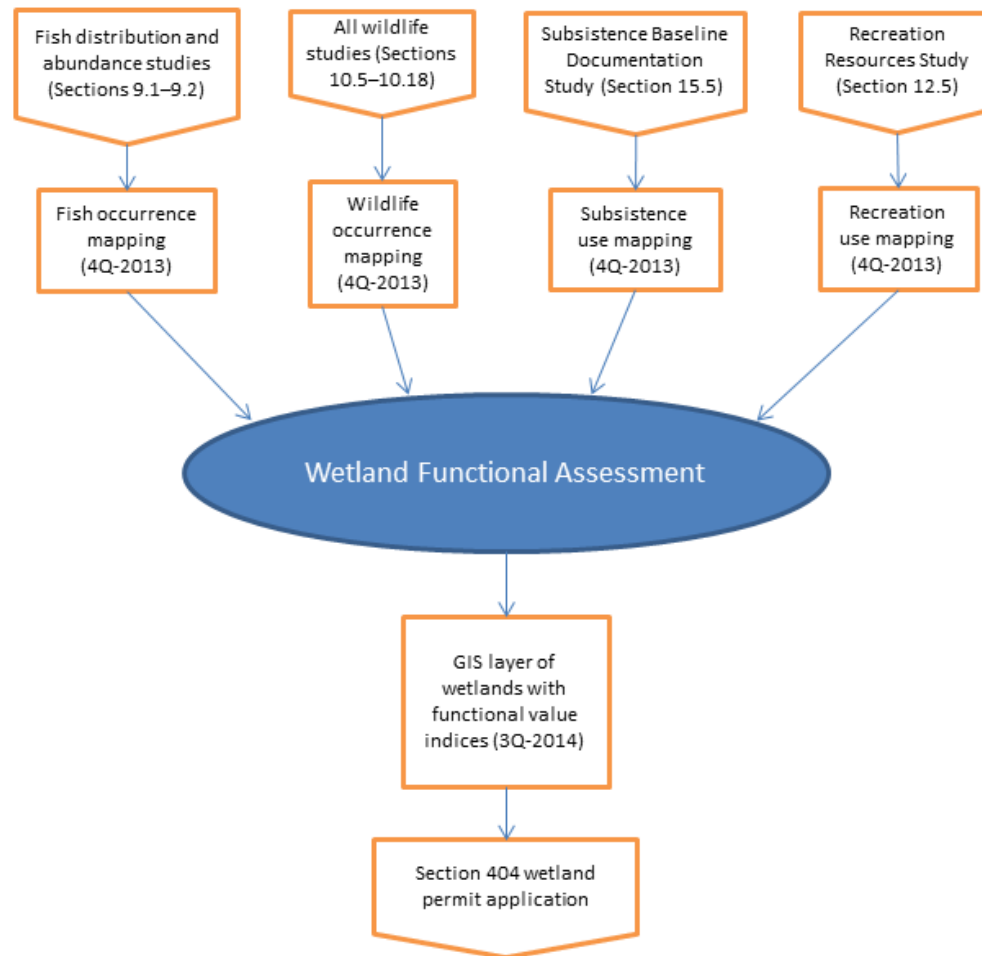 Fish distribution and
abundance studies
(Sections 9.1–9.2)
All wildlife
studies (Sections
10.5–10.18)
Subsistence Baseline
Documentation
Study (Section 15.5)
Recreation
Resources Study
(Section 12.5)
Fish occurrence
mapping
(4Q-2013)
Wildlife
occurrence
mapping
(4Q-2013)
Subsistence
use mapping
(4Q-2013)
Recreation
use mapping
(4Q-2013)
Wetland Functional Assessment
GIS layer of
wetlands with
functional value
indices (3Q-2014)
Section 404 wetland
permit application